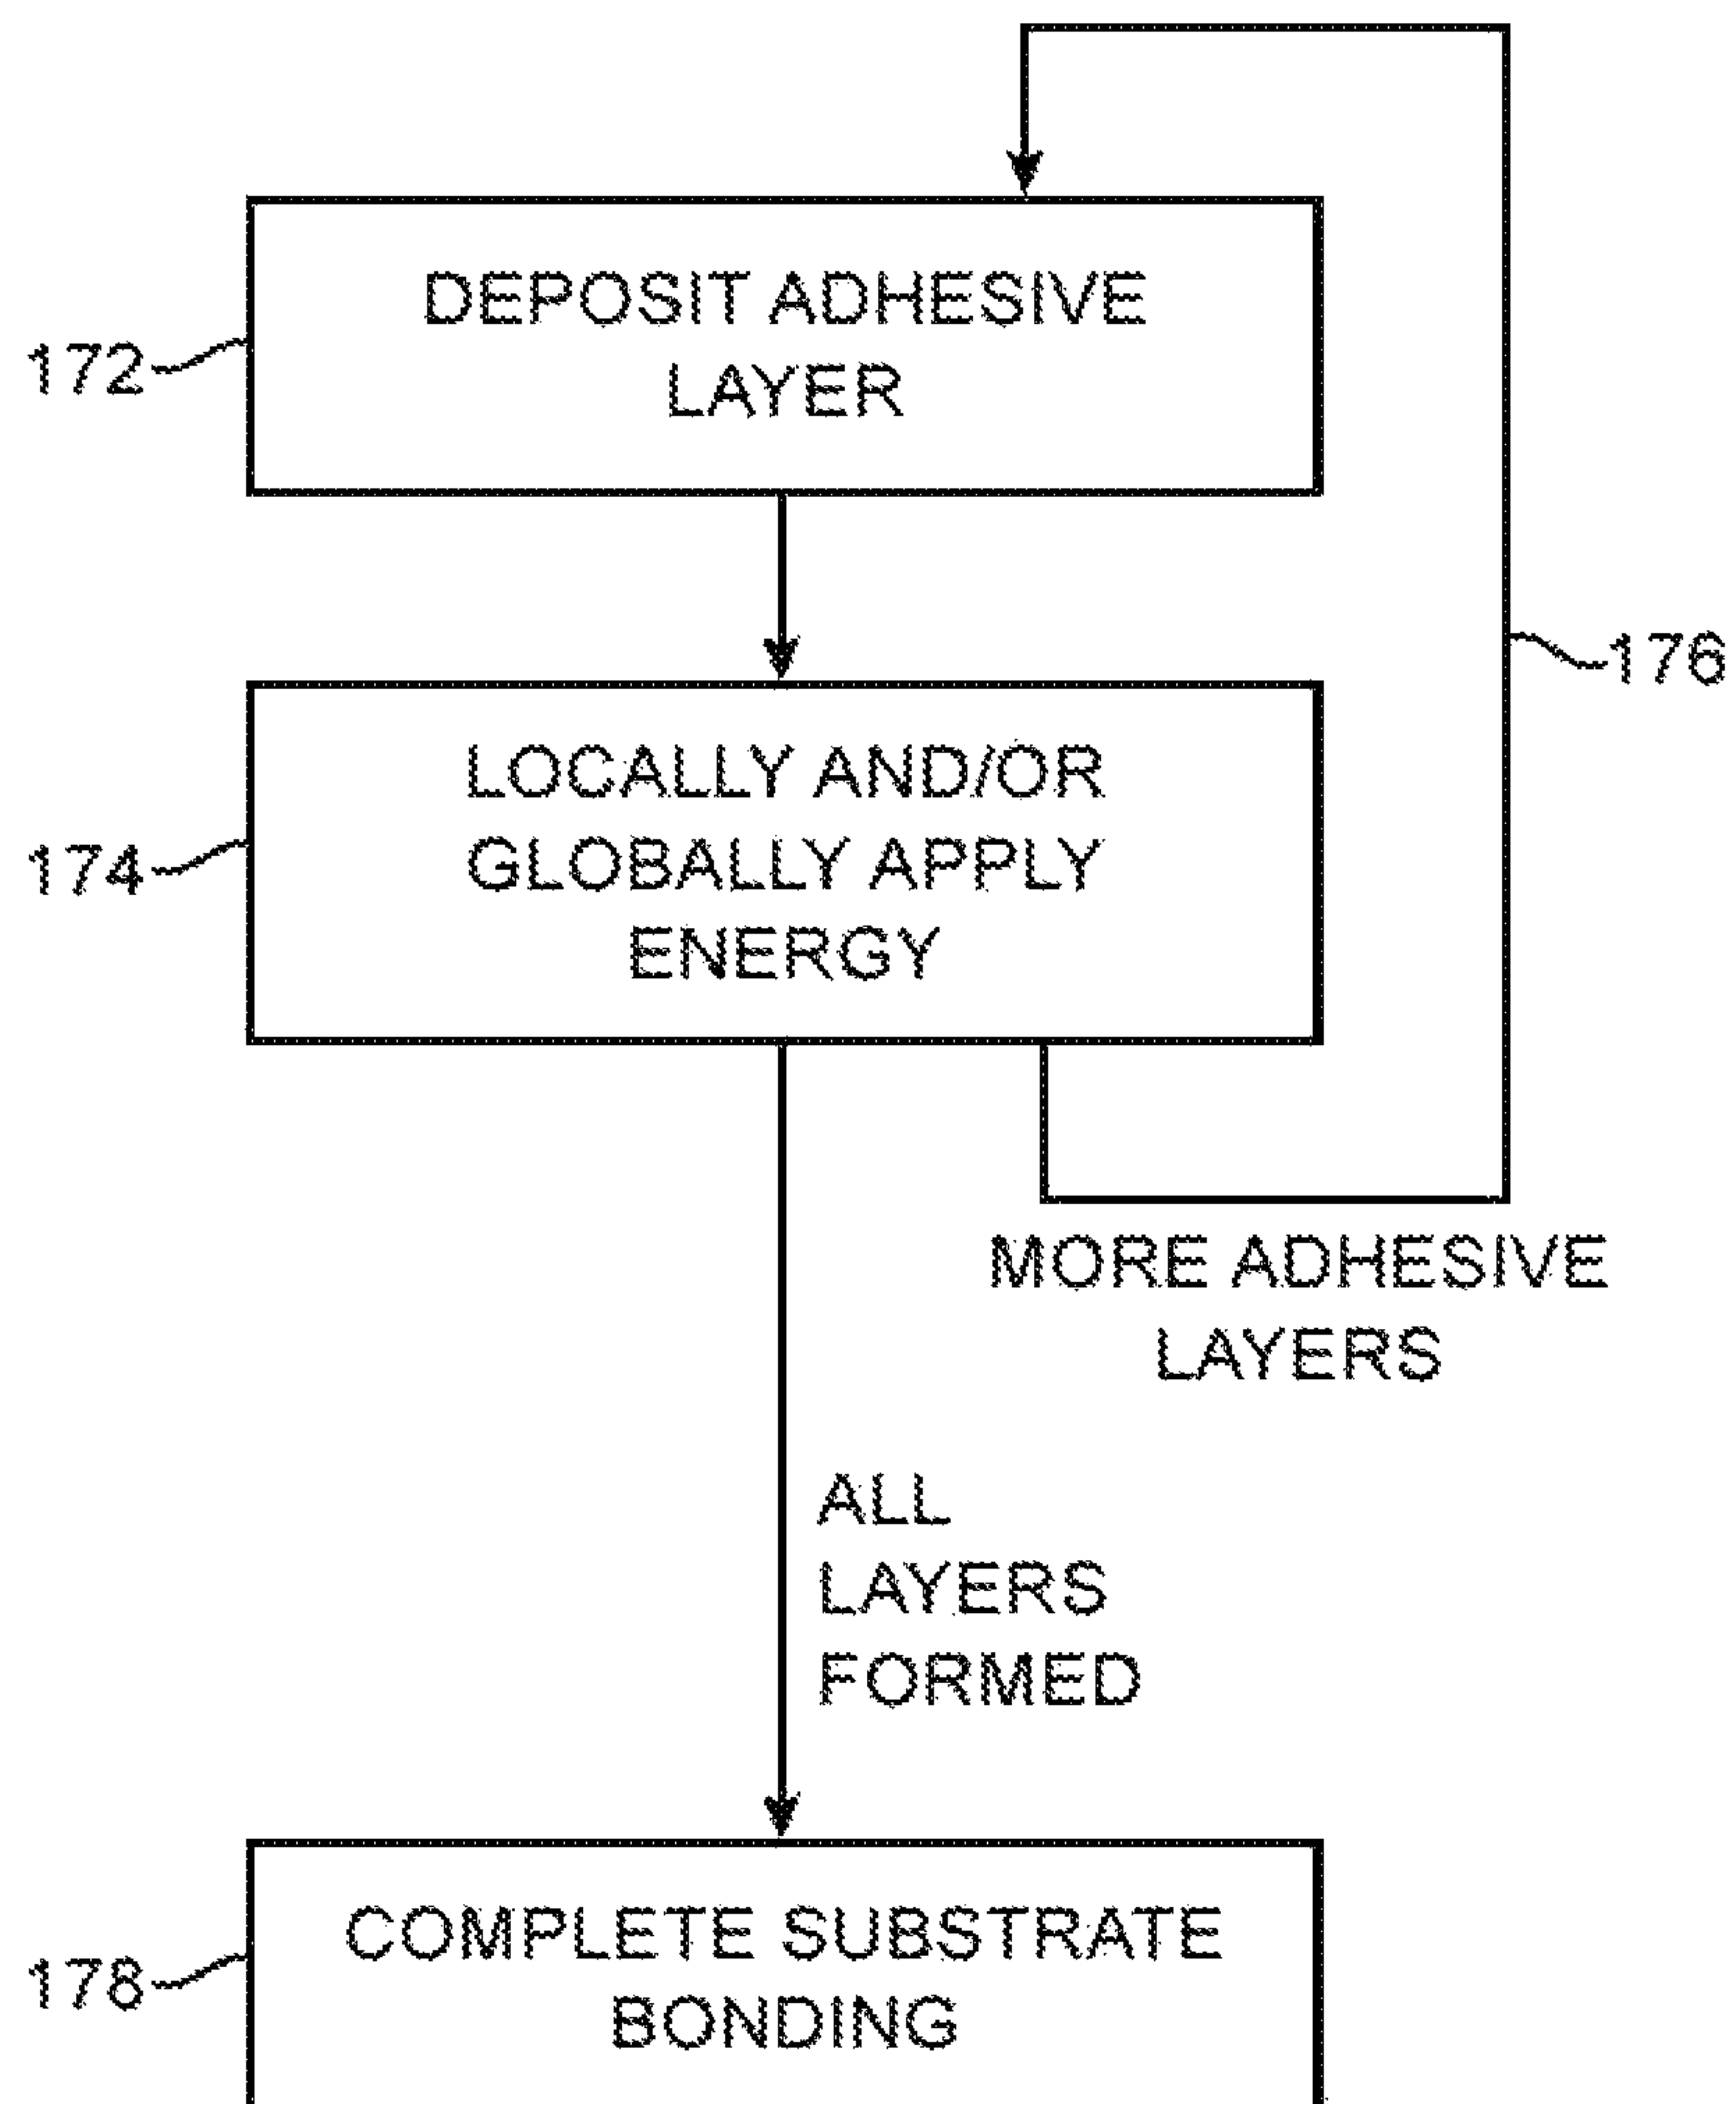 DEPOSIT ADHESIVE
LAYER
172
176
LOCALLY AND/OR
GLOBALLY APPLY
ENERGY
174
MORE ADHESIVE
LAYERS
ALL
LAYERS
FORMED
COMPLETE SUBSTRATE
BONDING
178